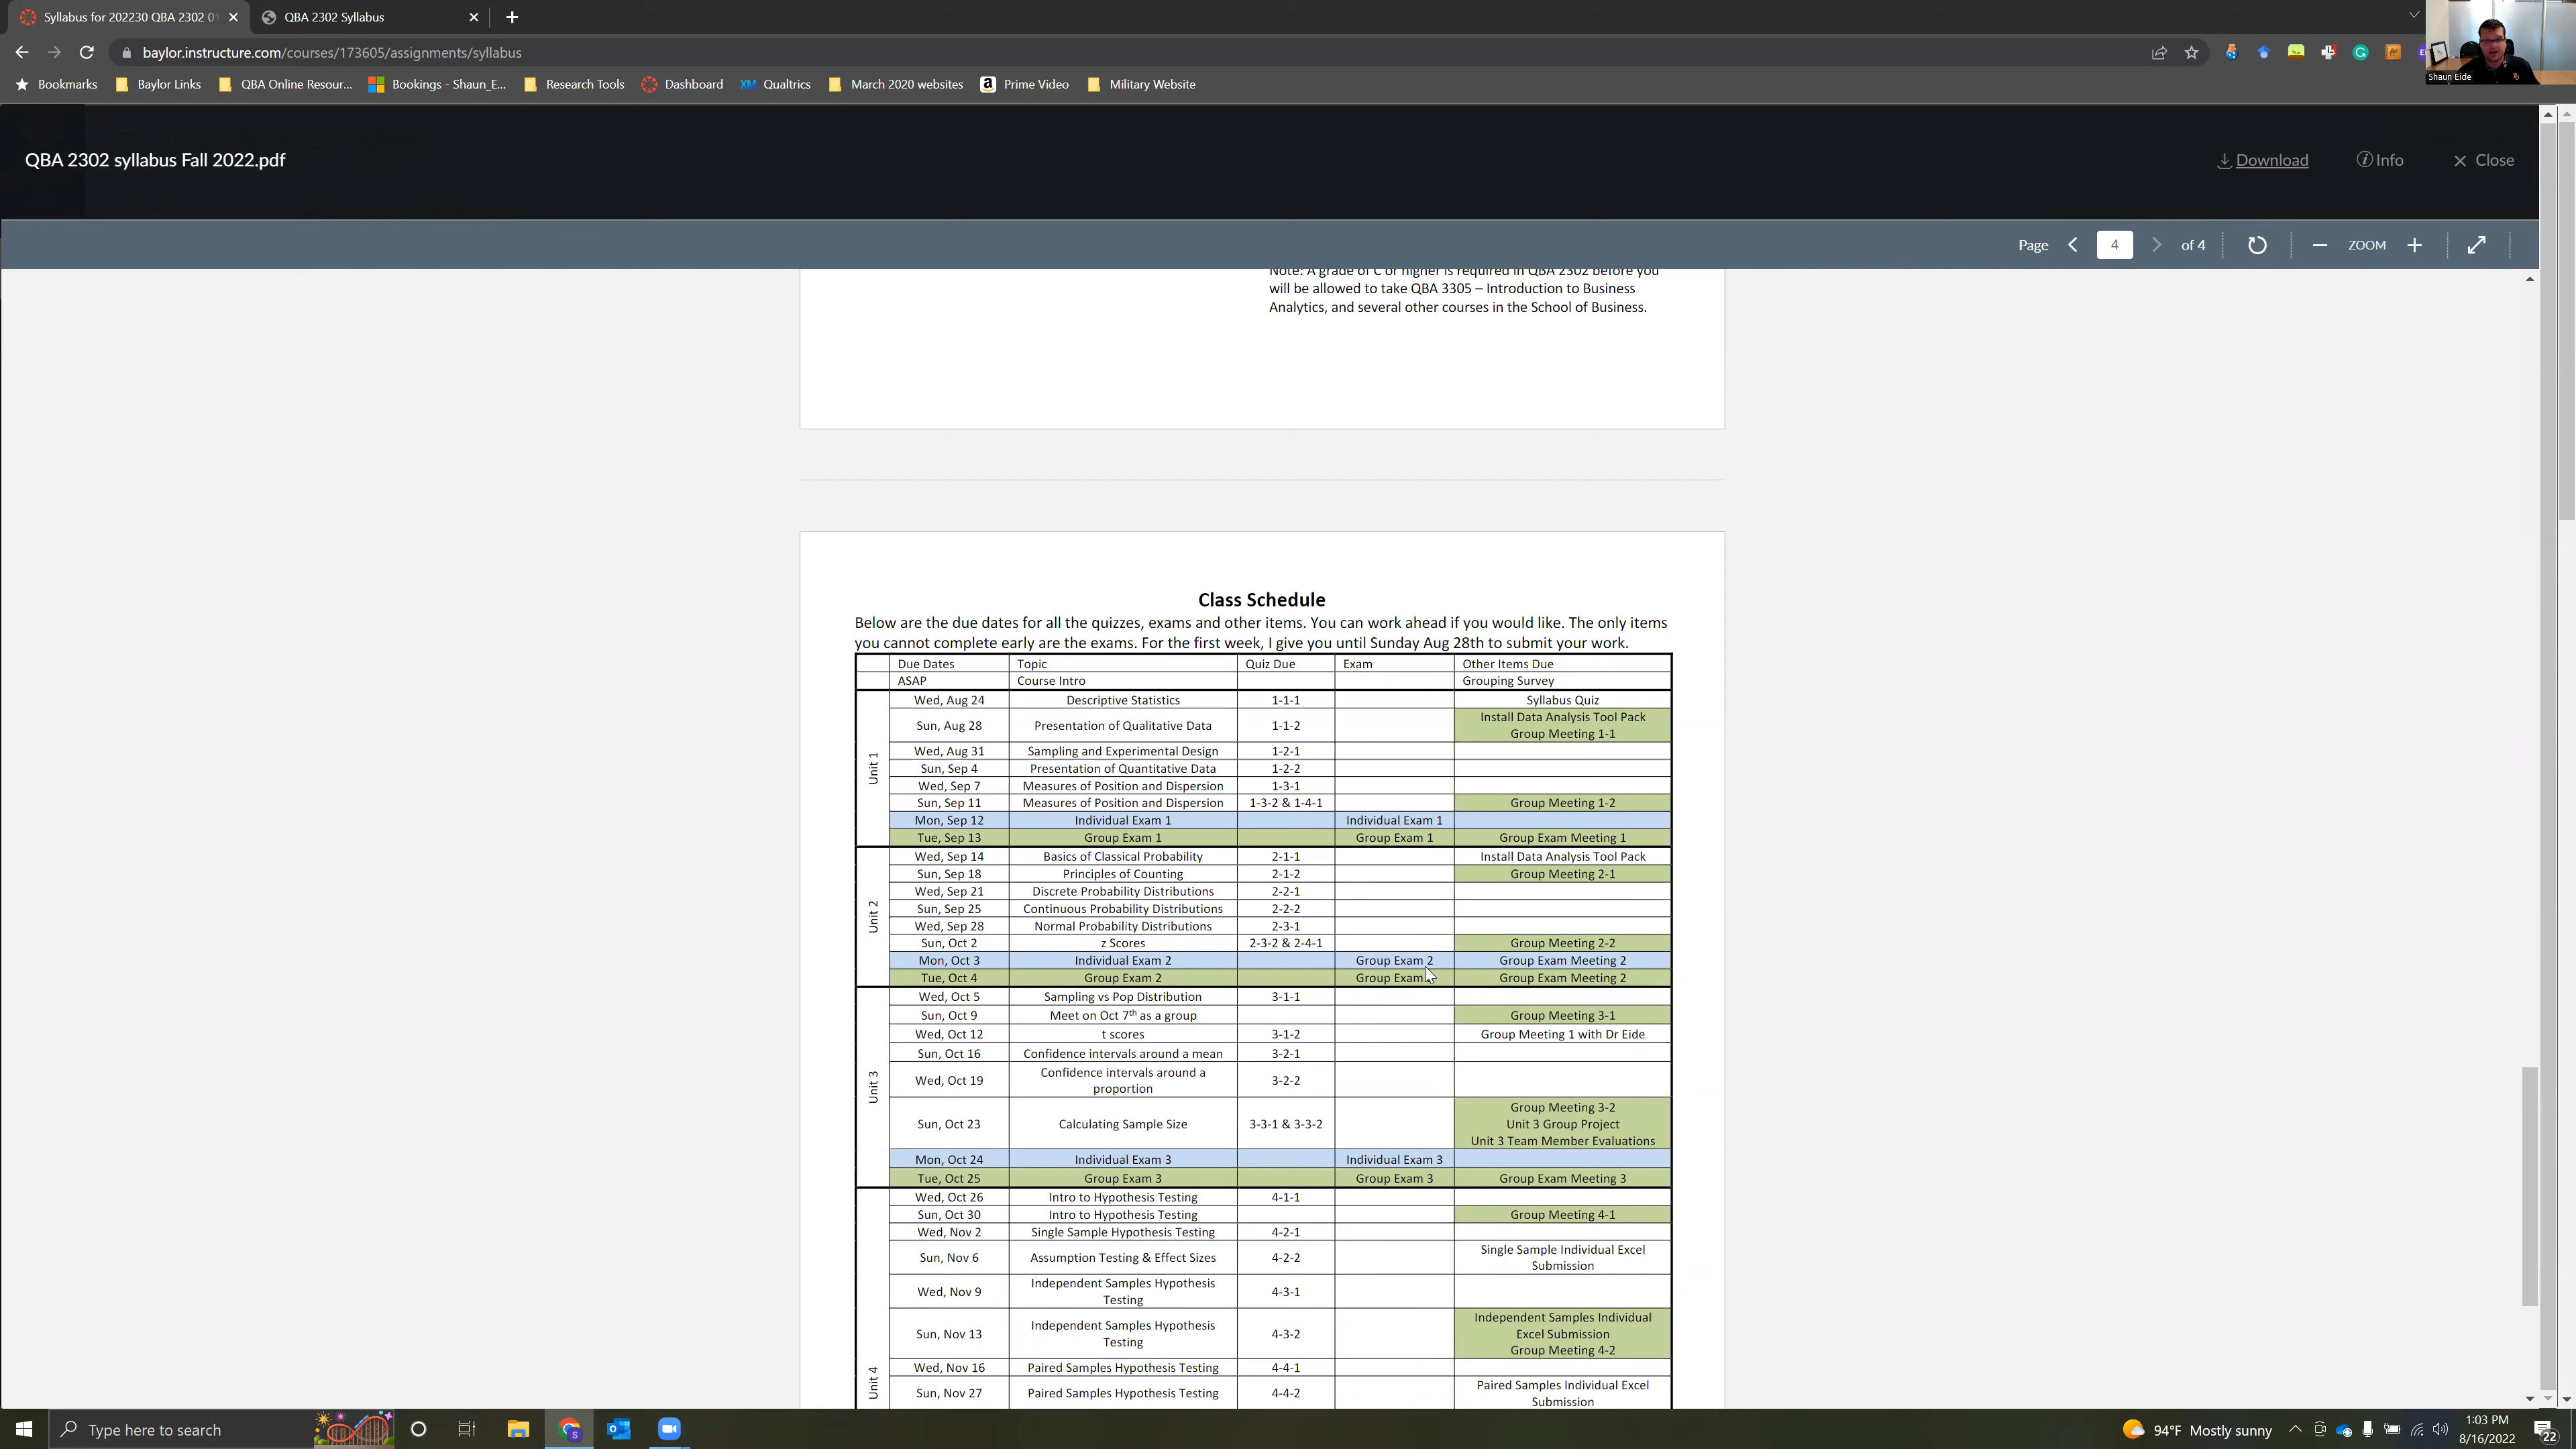 Syllabus for 202230 QBA 2302 01
QBA 2302 Syllabus
baylor.instructure.com/courses/173605/assignments/syllabus
Bookmarks Baylor Links QBA Online Resour... Bookings - Shaun_E... Research Tools Dashboard XM Qualtrics March 2020 websites Prime Video Military Website
Shaun Eide
QBA 2302 syllabus Fall 2022.pdf
Download Info Close
Page 4 of 4 ZOOM
Note: A grade of C or higher is required in QBA 2302 before you
will be allowed to take QBA 3305 – Introduction to Business
Analytics, and several other courses in the School of Business.
Class Schedule
Below are the due dates for all the quizzes, exams and other items. You can work ahead if you would like. The only items
you cannot complete early are the exams. For the first week, I give you until Sunday Aug 28th to submit your work.
Due Dates Topic Quiz Due Exam Other Items Due
ASAP Course Intro Grouping Survey
Unit 1
Wed, Aug 24 Descriptive Statistics 1-1-1 Syllabus Quiz
Sun, Aug 28 Presentation of Qualitative Data 1-1-2 Install Data Analysis Tool Pack
Group Meeting 1-1
Wed, Aug 31 Sampling and Experimental Design 1-2-1
Sun, Sep 4 Presentation of Quantitative Data 1-2-2
Wed, Sep 7 Measures of Position and Dispersion 1-3-1
Sun, Sep 11 Measures of Position and Dispersion 1-3-2 & 1-4-1 Group Meeting 1-2
Mon, Sep 12 Individual Exam 1 Individual Exam 1
Tue, Sep 13 Group Exam 1 Group Exam 1 Group Exam Meeting 1
Unit 2
Wed, Sep 14 Basics of Classical Probability 2-1-1 Install Data Analysis Tool Pack
Sun, Sep 18 Principles of Counting 2-1-2 Group Meeting 2-1
Wed, Sep 21 Discrete Probability Distributions 2-2-1
Sun, Sep 25 Continuous Probability Distributions 2-2-2
Wed, Sep 28 Normal Probability Distributions 2-3-1
Sun, Oct 2 z Scores 2-3-2 & 2-4-1 Group Meeting 2-2
Mon, Oct 3 Individual Exam 2 Group Exam 2 Group Exam Meeting 2
Tue, Oct 4 Group Exam 2 Group Exam 2 Group Exam Meeting 2
Unit 3
Wed, Oct 5 Sampling vs Pop Distribution 3-1-1
Sun, Oct 9 Meet on Oct 7th as a group Group Meeting 3-1
Wed, Oct 12 t scores 3-1-2 Group Meeting 1 with Dr Eide
Sun, Oct 16 Confidence intervals around a mean 3-2-1
Wed, Oct 19 Confidence intervals around a
proportion 3-2-2
Sun, Oct 23 Calculating Sample Size 3-3-1 & 3-3-2 Group Meeting 3-2
Unit 3 Group Project
Unit 3 Team Member Evaluations
Mon, Oct 24 Individual Exam 3 Individual Exam 3
Tue, Oct 25 Group Exam 3 Group Exam 3 Group Exam Meeting 3
Unit 4
Wed, Oct 26 Intro to Hypothesis Testing 4-1-1
Sun, Oct 30 Intro to Hypothesis Testing Group Meeting 4-1
Wed, Nov 2 Single Sample Hypothesis Testing 4-2-1
Sun, Nov 6 Assumption Testing & Effect Sizes 4-2-2 Single Sample Individual Excel
Submission
Wed, Nov 9 Independent Samples Hypothesis
Testing 4-3-1
Sun, Nov 13 Independent Samples Hypothesis
Testing 4-3-2 Independent Samples Individual
Excel Submission
Group Meeting 4-2
Wed, Nov 16 Paired Samples Hypothesis Testing 4-4-1
Sun, Nov 27 Paired Samples Hypothesis Testing 4-4-2 Paired Samples Individual Excel
Submission
Type here to search
94°F Mostly sunny
1:03 PM
8/16/2022
22